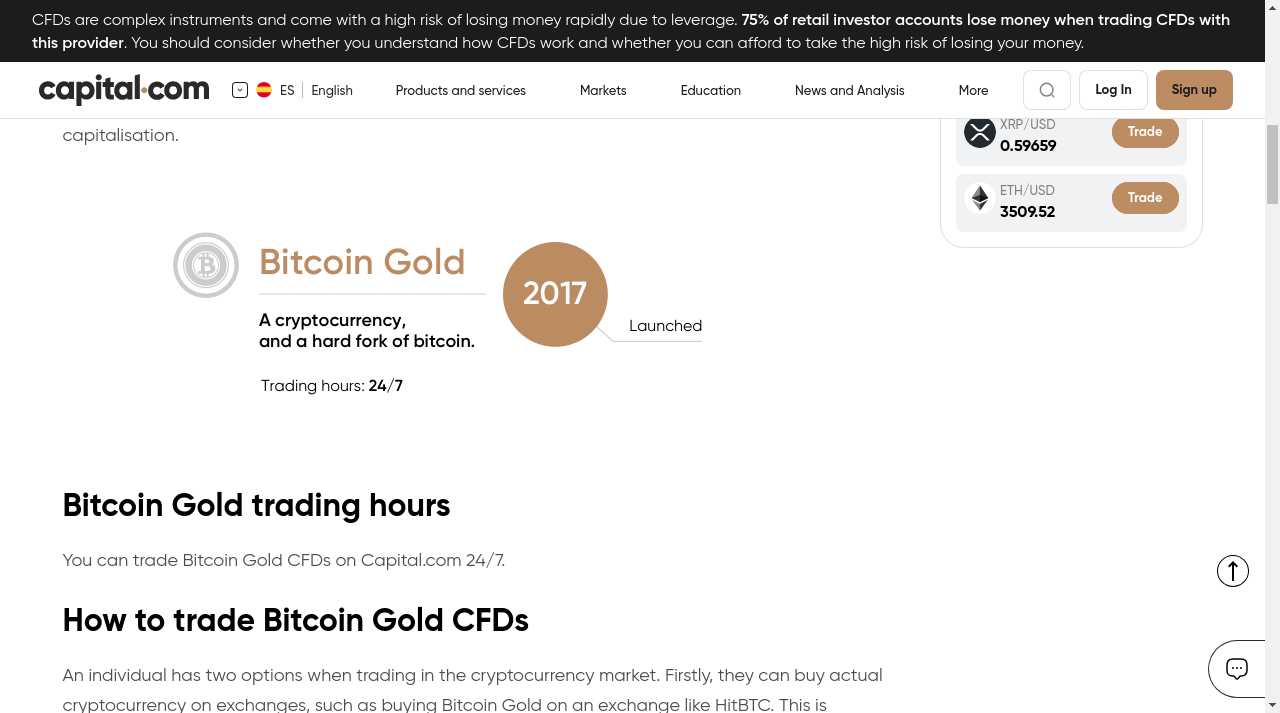 CFDs are complex instruments and come with a high risk of losing money rapidly due to leverage. 75% of retail investor accounts lose money when trading CFDs with
this provider. You should consider whether you understand how CFDs work and whether you can afford to take the high risk of losing your money.
capital.com
ES English
Products and services
Markets
Education
News and Analysis
More
Log In
Sign up
capitalisation.
XRP/USD
0.59659
Trade
ETH/USD
3509.52
Trade
Bitcoin Gold
A cryptocurrency,
and a hard fork of bitcoin.
Trading hours: 24/7
2017
Launched
Bitcoin Gold trading hours
You can trade Bitcoin Gold CFDs on Capital.com 24/7.
How to trade Bitcoin Gold CFDs
An individual has two options when trading in the cryptocurrency market. Firstly, they can buy actual
cryptocurrency on exchanges, such as buying Bitcoin Gold on an exchange like HitBTC. This is